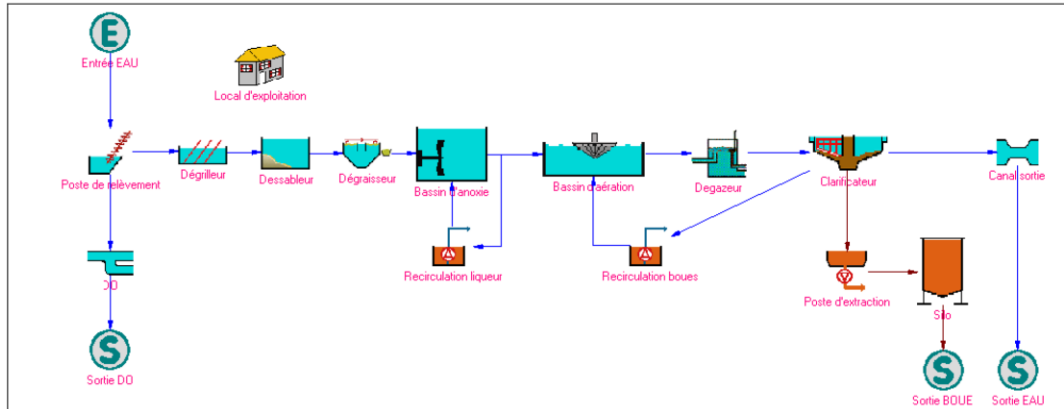 E
Entrée EAU
Local d'exploitation
Poste de relèvement
Dégrilleur
Dessableur
Dégraisseur
Bassin d'anoxie
Bassin d'aération
Degazeur
Clarificateur
Canal sortie
DO
Recirculation liqueur
Recirculation boues
Poste d'extraction
Silo
S
Sortie DO
S
Sortie BOUE
S
Sortie EAU